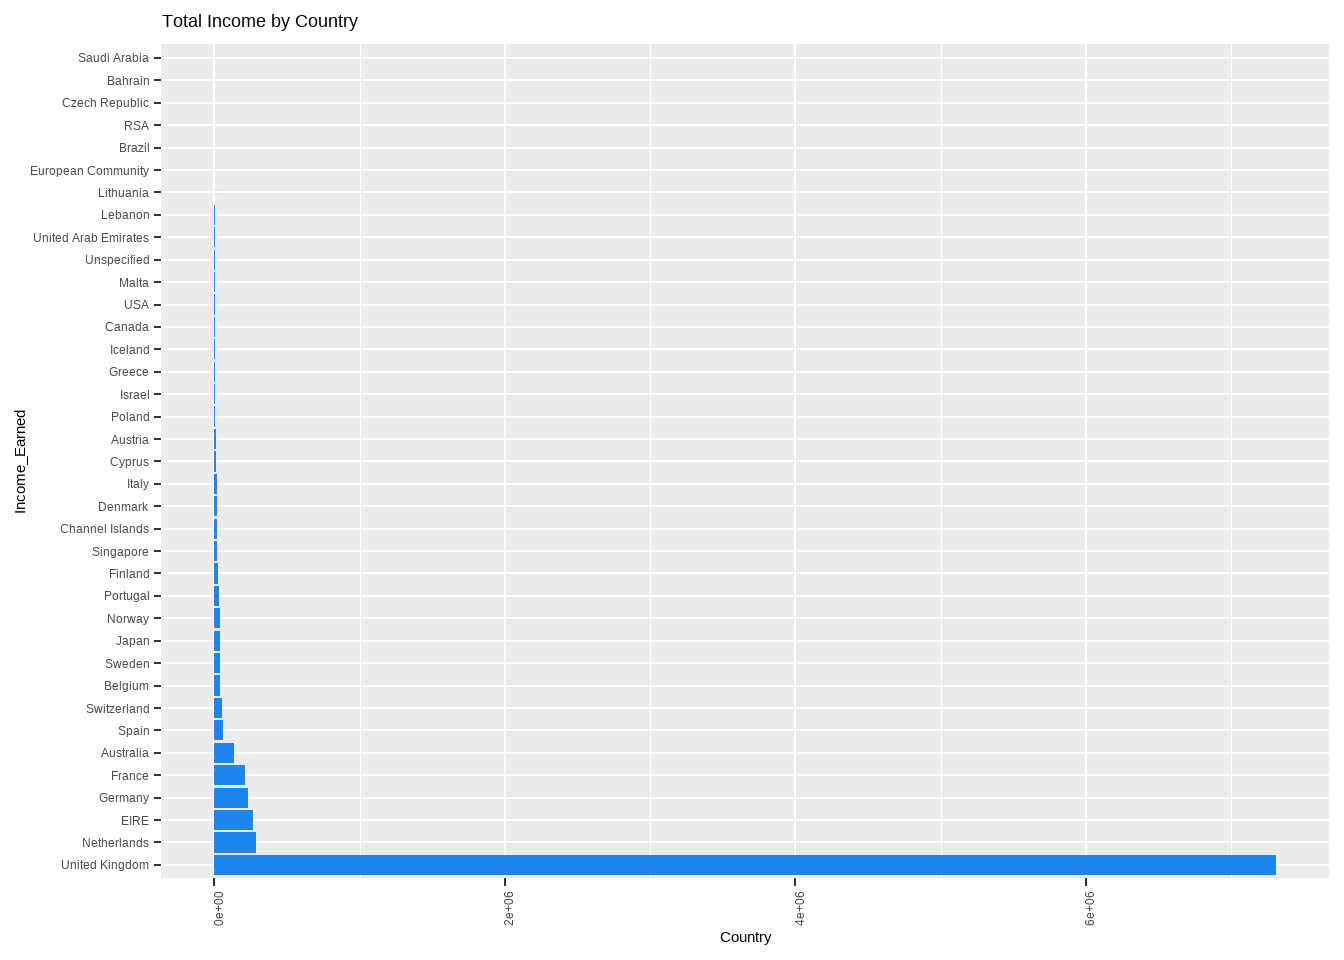 Total Income by Country
Saudi Arabia
Bahrain
Czech Republic
RSA
Brazil
European Community
Lithuania
Lebanon
United Arab Emirates
Unspecified
Malta
USA
Canada
Iceland
Greece
Israel
Poland
Austria
Cyprus
Italy
Denmark
Channel Islands
Singapore
Finland
Portugal
Norway
Japan
Sweden
Belgium
Switzerland
Spain
Australia
France
Germany
EIRE
Netherlands
United Kingdom
Income_Earned
0e+00
2e+06
4e+06
6e+06
Country